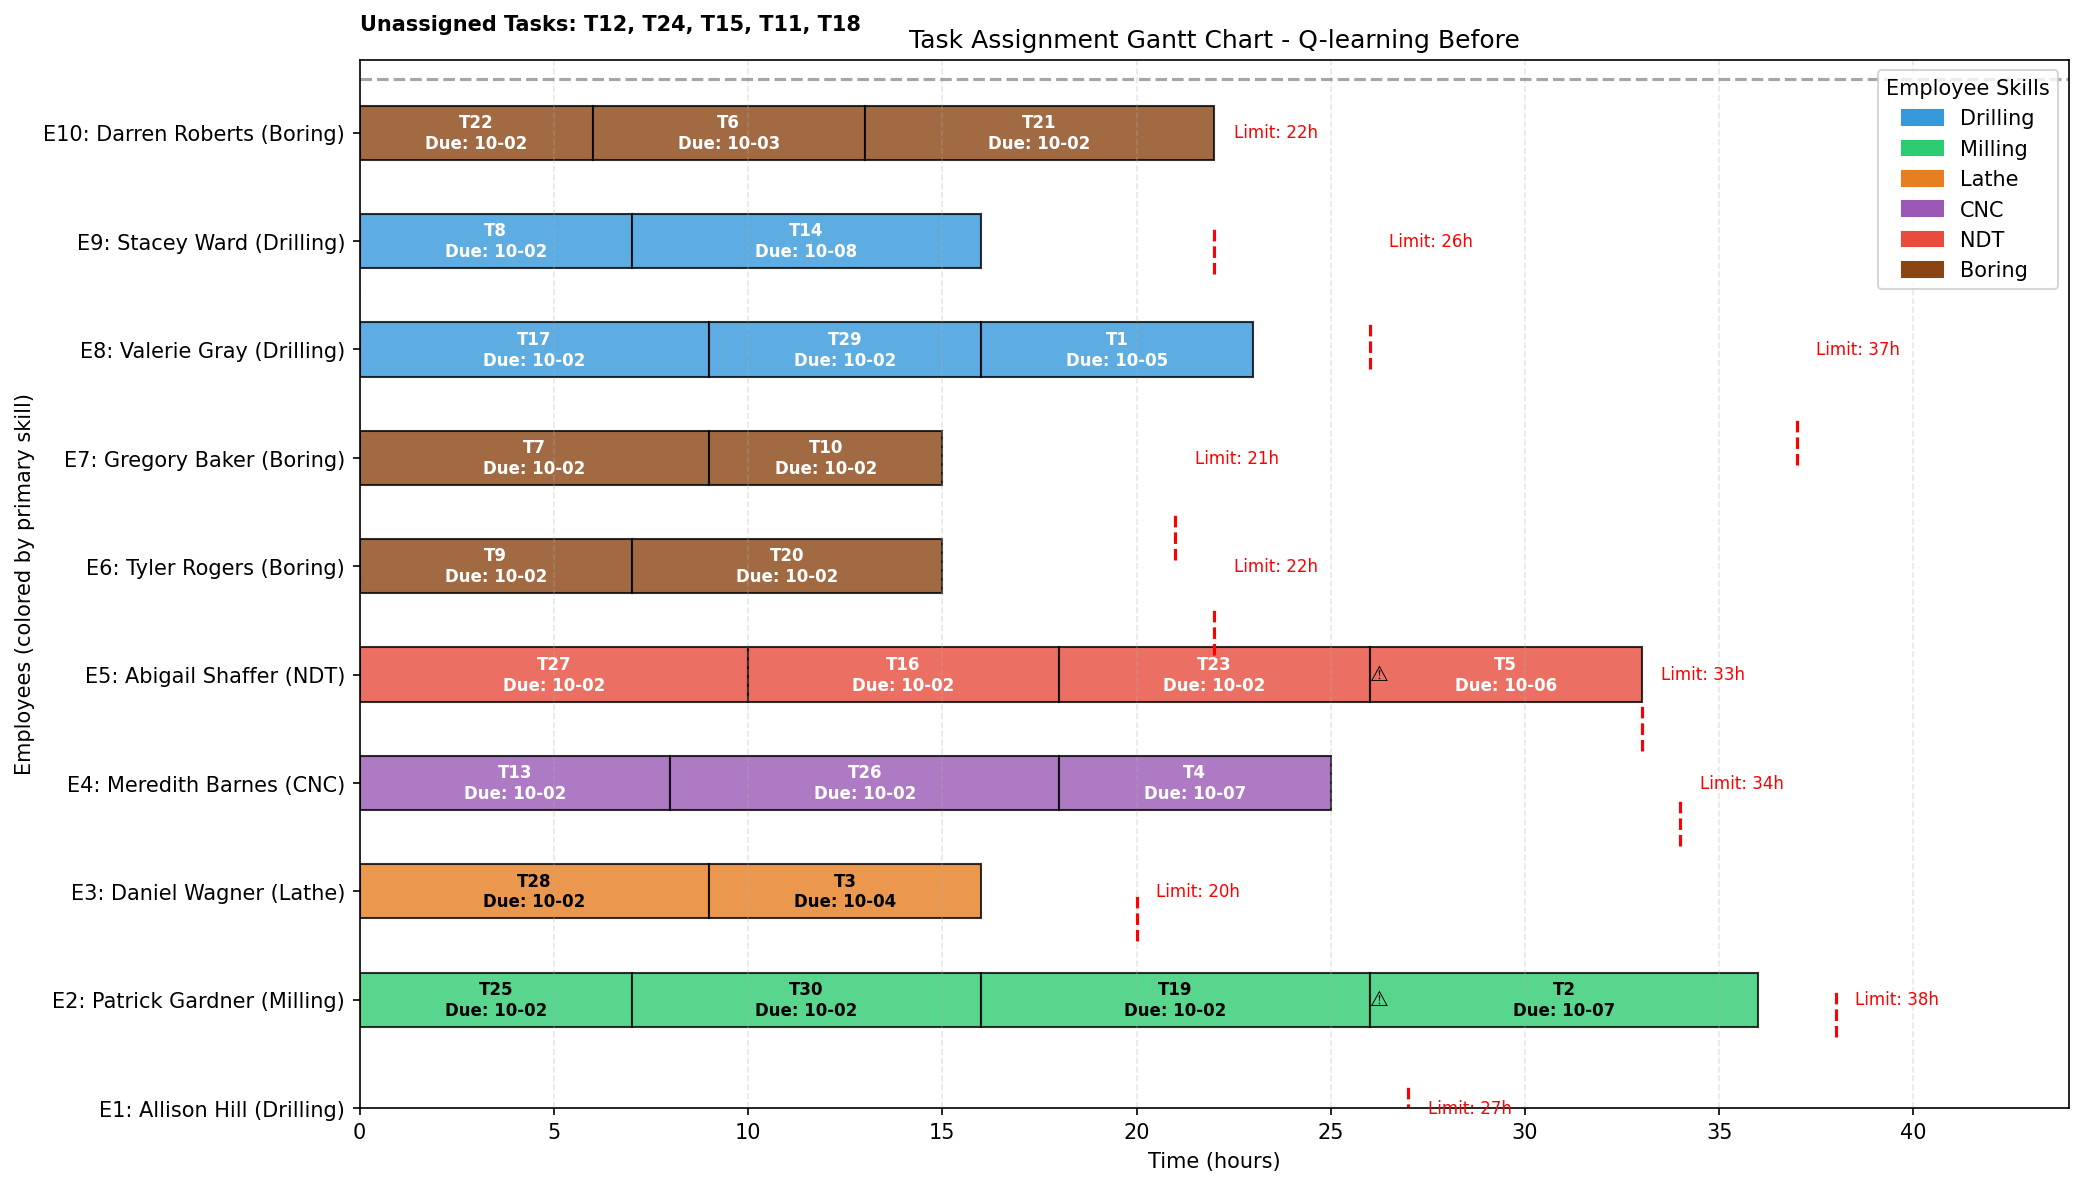 Unassigned Tasks: T12, T24, T15, T11, T18
Task Assignment Gantt Chart - Q-learning Before
Employee Skills
Drilling
Milling
Lathe
CNC
NDT
Boring
Employees (colored by primary skill)
E10: Darren Roberts (Boring)
T22
Due: 10-02
T6
Due: 10-03
T21
Due: 10-02
Limit: 22h
E9: Stacey Ward (Drilling)
T8
Due: 10-02
T14
Due: 10-08
Limit: 26h
E8: Valerie Gray (Drilling)
T17
Due: 10-02
T29
Due: 10-02
T1
Due: 10-05
Limit: 37h
E7: Gregory Baker (Boring)
T7
Due: 10-02
T10
Due: 10-02
Limit: 21h
E6: Tyler Rogers (Boring)
T9
Due: 10-02
T20
Due: 10-02
Limit: 22h
E5: Abigail Shaffer (NDT)
T27
Due: 10-02
T16
Due: 10-02
T23
Due: 10-02
⚠
T5
Due: 10-06
Limit: 33h
E4: Meredith Barnes (CNC)
T13
Due: 10-02
T26
Due: 10-02
T4
Due: 10-07
Limit: 34h
E3: Daniel Wagner (Lathe)
T28
Due: 10-02
T3
Due: 10-04
Limit: 20h
E2: Patrick Gardner (Milling)
T25
Due: 10-02
T30
Due: 10-02
T19
Due: 10-02
⚠
T2
Due: 10-07
Limit: 38h
E1: Allison Hill (Drilling)
Limit: 27h
0 5 10 15 20 25 30 35 40
Time (hours)